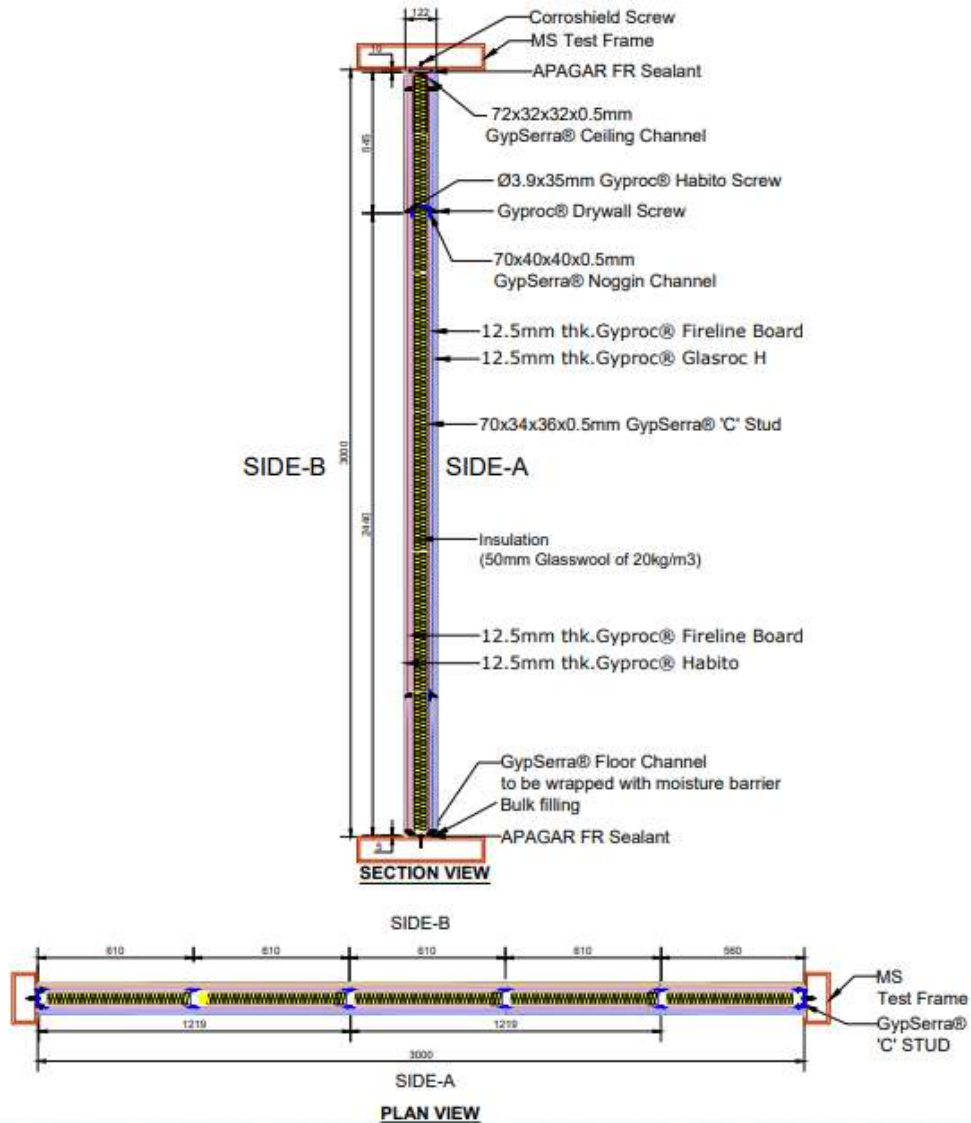 122
Corroshield Screw
MS Test Frame
10
APAGAR FR Sealant
72x32x32x0.5mm
GypSerra® Ceiling Channel
545
Ø3.9x35mm Gyproc® Habito Screw
Gyproc® Drywall Screw
70x40x40x0.5mm
GypSerra® Noggin Channel
12.5mm thk.Gyproc® Fireline Board
12.5mm thk.Gyproc® Glasroc H
70x34x36x0.5mm GypSerra® 'C' Stud
SIDE-B
3000
SIDE-A
2440
Insulation
(50mm Glasswool of 20kg/m3)
12.5mm thk.Gyproc® Fireline Board
12.5mm thk.Gyproc® Habito
GypSerra® Floor Channel
to be wrapped with moisture barrier
Bulk filling
5
APAGAR FR Sealant
SECTION VIEW
SIDE-B
610 610 610 610 560
MS
Test Frame
GypSerra®
'C' STUD
1219 1219
3000
SIDE-A
PLAN VIEW